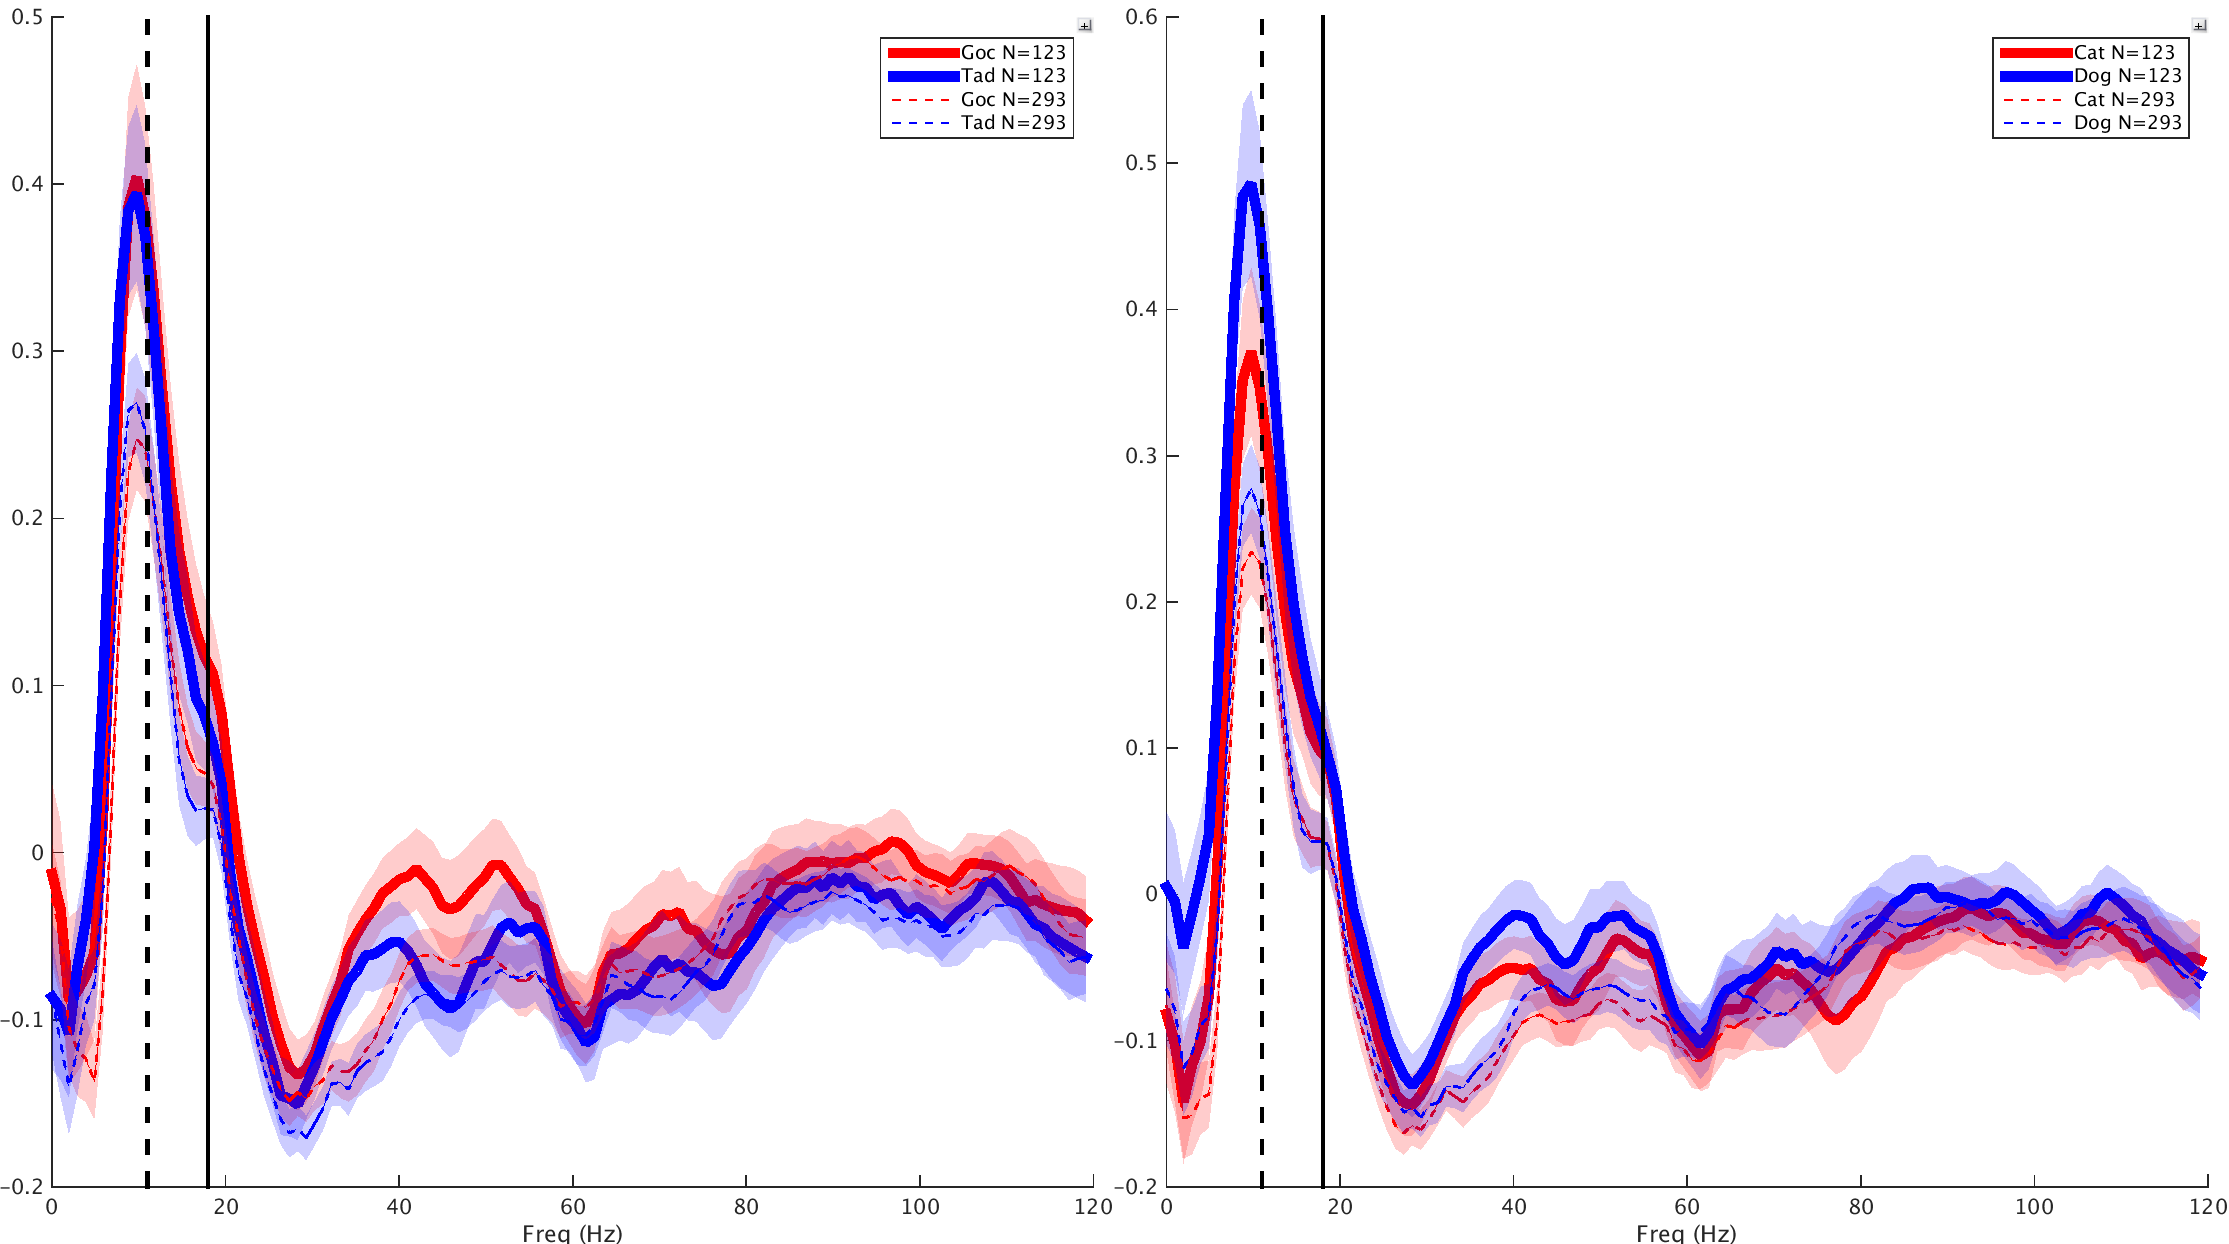 0.5
0.4
0.3
0.2
0.1
0
-0.1
-0.2
0 20 40 60 80 100 120
Freq (Hz)
Goc N=123
Tad N=123
Goc N=293
Tad N=293
0.6
0.5
0.4
0.3
0.2
0.1
0
-0.1
-0.2
0 20 40 60 80 100 120
Freq (Hz)
Cat N=123
Dog N=123
Cat N=293
Dog N=293